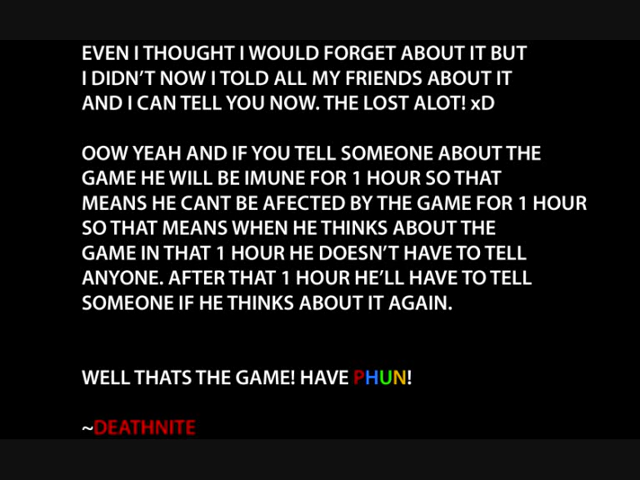 EVEN I THOUGHT I WOULD FORGET ABOUT IT BUT
I DIDN'T NOW I TOLD ALL MY FRIENDS ABOUT IT
AND I CAN TELL YOU NOW. THE LOST ALOT! xD
OOW YEAH AND IF YOU TELL SOMEONE ABOUT THE
GAME HE WILL BE IMUNE FOR 1 HOUR SO THAT
MEANS HE CANT BE AFECTED BY THE GAME FOR 1 HOUR
SO THAT MEANS WHEN HE THINKS ABOUT THE
GAME IN THAT 1 HOUR HE DOESN'T HAVE TO TELL
ANYONE. AFTER THAT 1 HOUR HE'LL HAVE TO TELL
SOMEONE IF HE THINKS ABOUT IT AGAIN.
WELL THATS THE GAME! HAVE PHUN!
~DEATHNITE